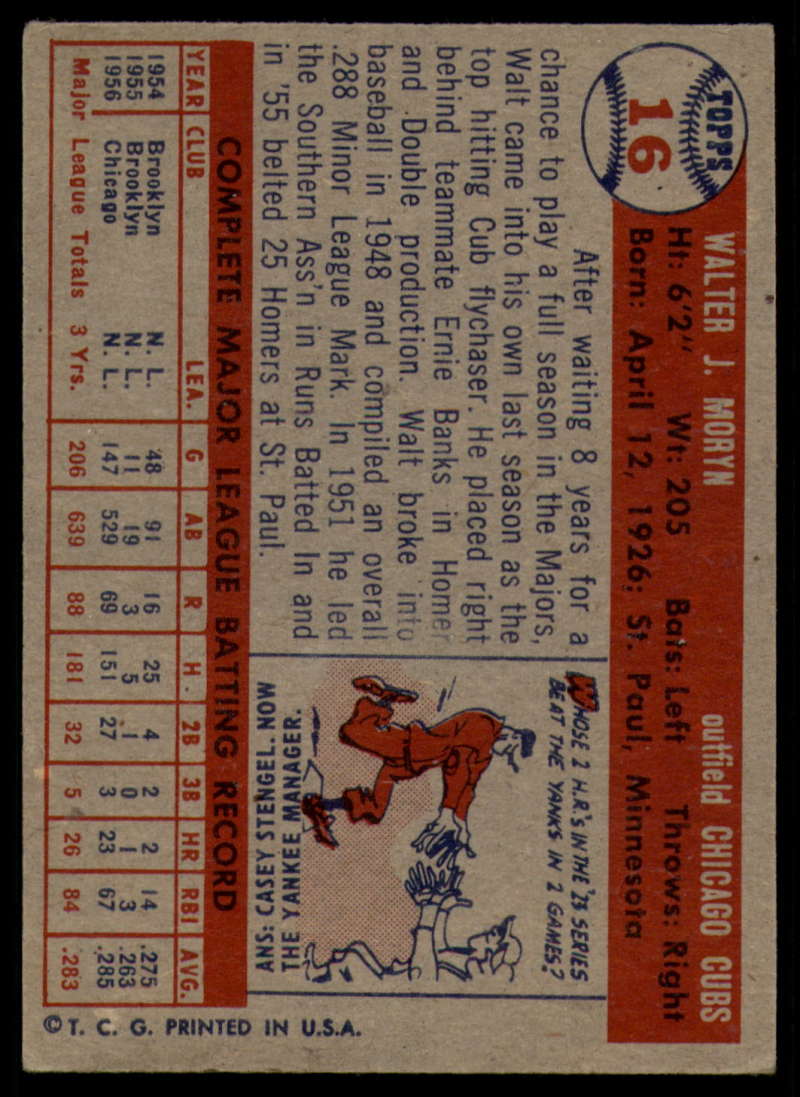 TOPPS
16
WALTER J. MORYN outfield CHICAGO CUBS
Ht: 6'2" Wt: 205 Bats: Left Throws: Right
Born: April 12, 1926; St. Paul, Minnesota
After waiting 8 years for a
chance to play a full season in the Majors,
Walt came into his own last season as the
top hitting Cub flychaser. He placed right
behind teammate Ernie Banks in Homer
and Double production. Walt broke into
baseball in 1948 and compiled an overall
.288 Minor League Mark. In 1951 he led
the Southern Ass'n in Runs Batted In and
in '55 belted 25 Homers at St. Paul.
WHOSE 2 H.R.'S IN THE '23 SERIES
BEAT THE YANKS IN 2 GAMES?
ANS: CASEY STENGEL, NOW
THE YANKEE MANAGER.
COMPLETE MAJOR LEAGUE BATTING RECORD
YEAR CLUB LEA. G AB R H. 2B 3B HR RBI AVG.
1954 Brooklyn N. L. 48 91 16 25 4 2 2 14 .275
1955 Brooklyn N. L. 11 19 3 5 1 0 1 3 .263
1956 Chicago N. L. 147 529 69 151 27 3 23 67 .285
Major League Totals 3 Yrs. 206 639 88 181 32 5 26 84 .283
© T. C. G. PRINTED IN U.S.A.